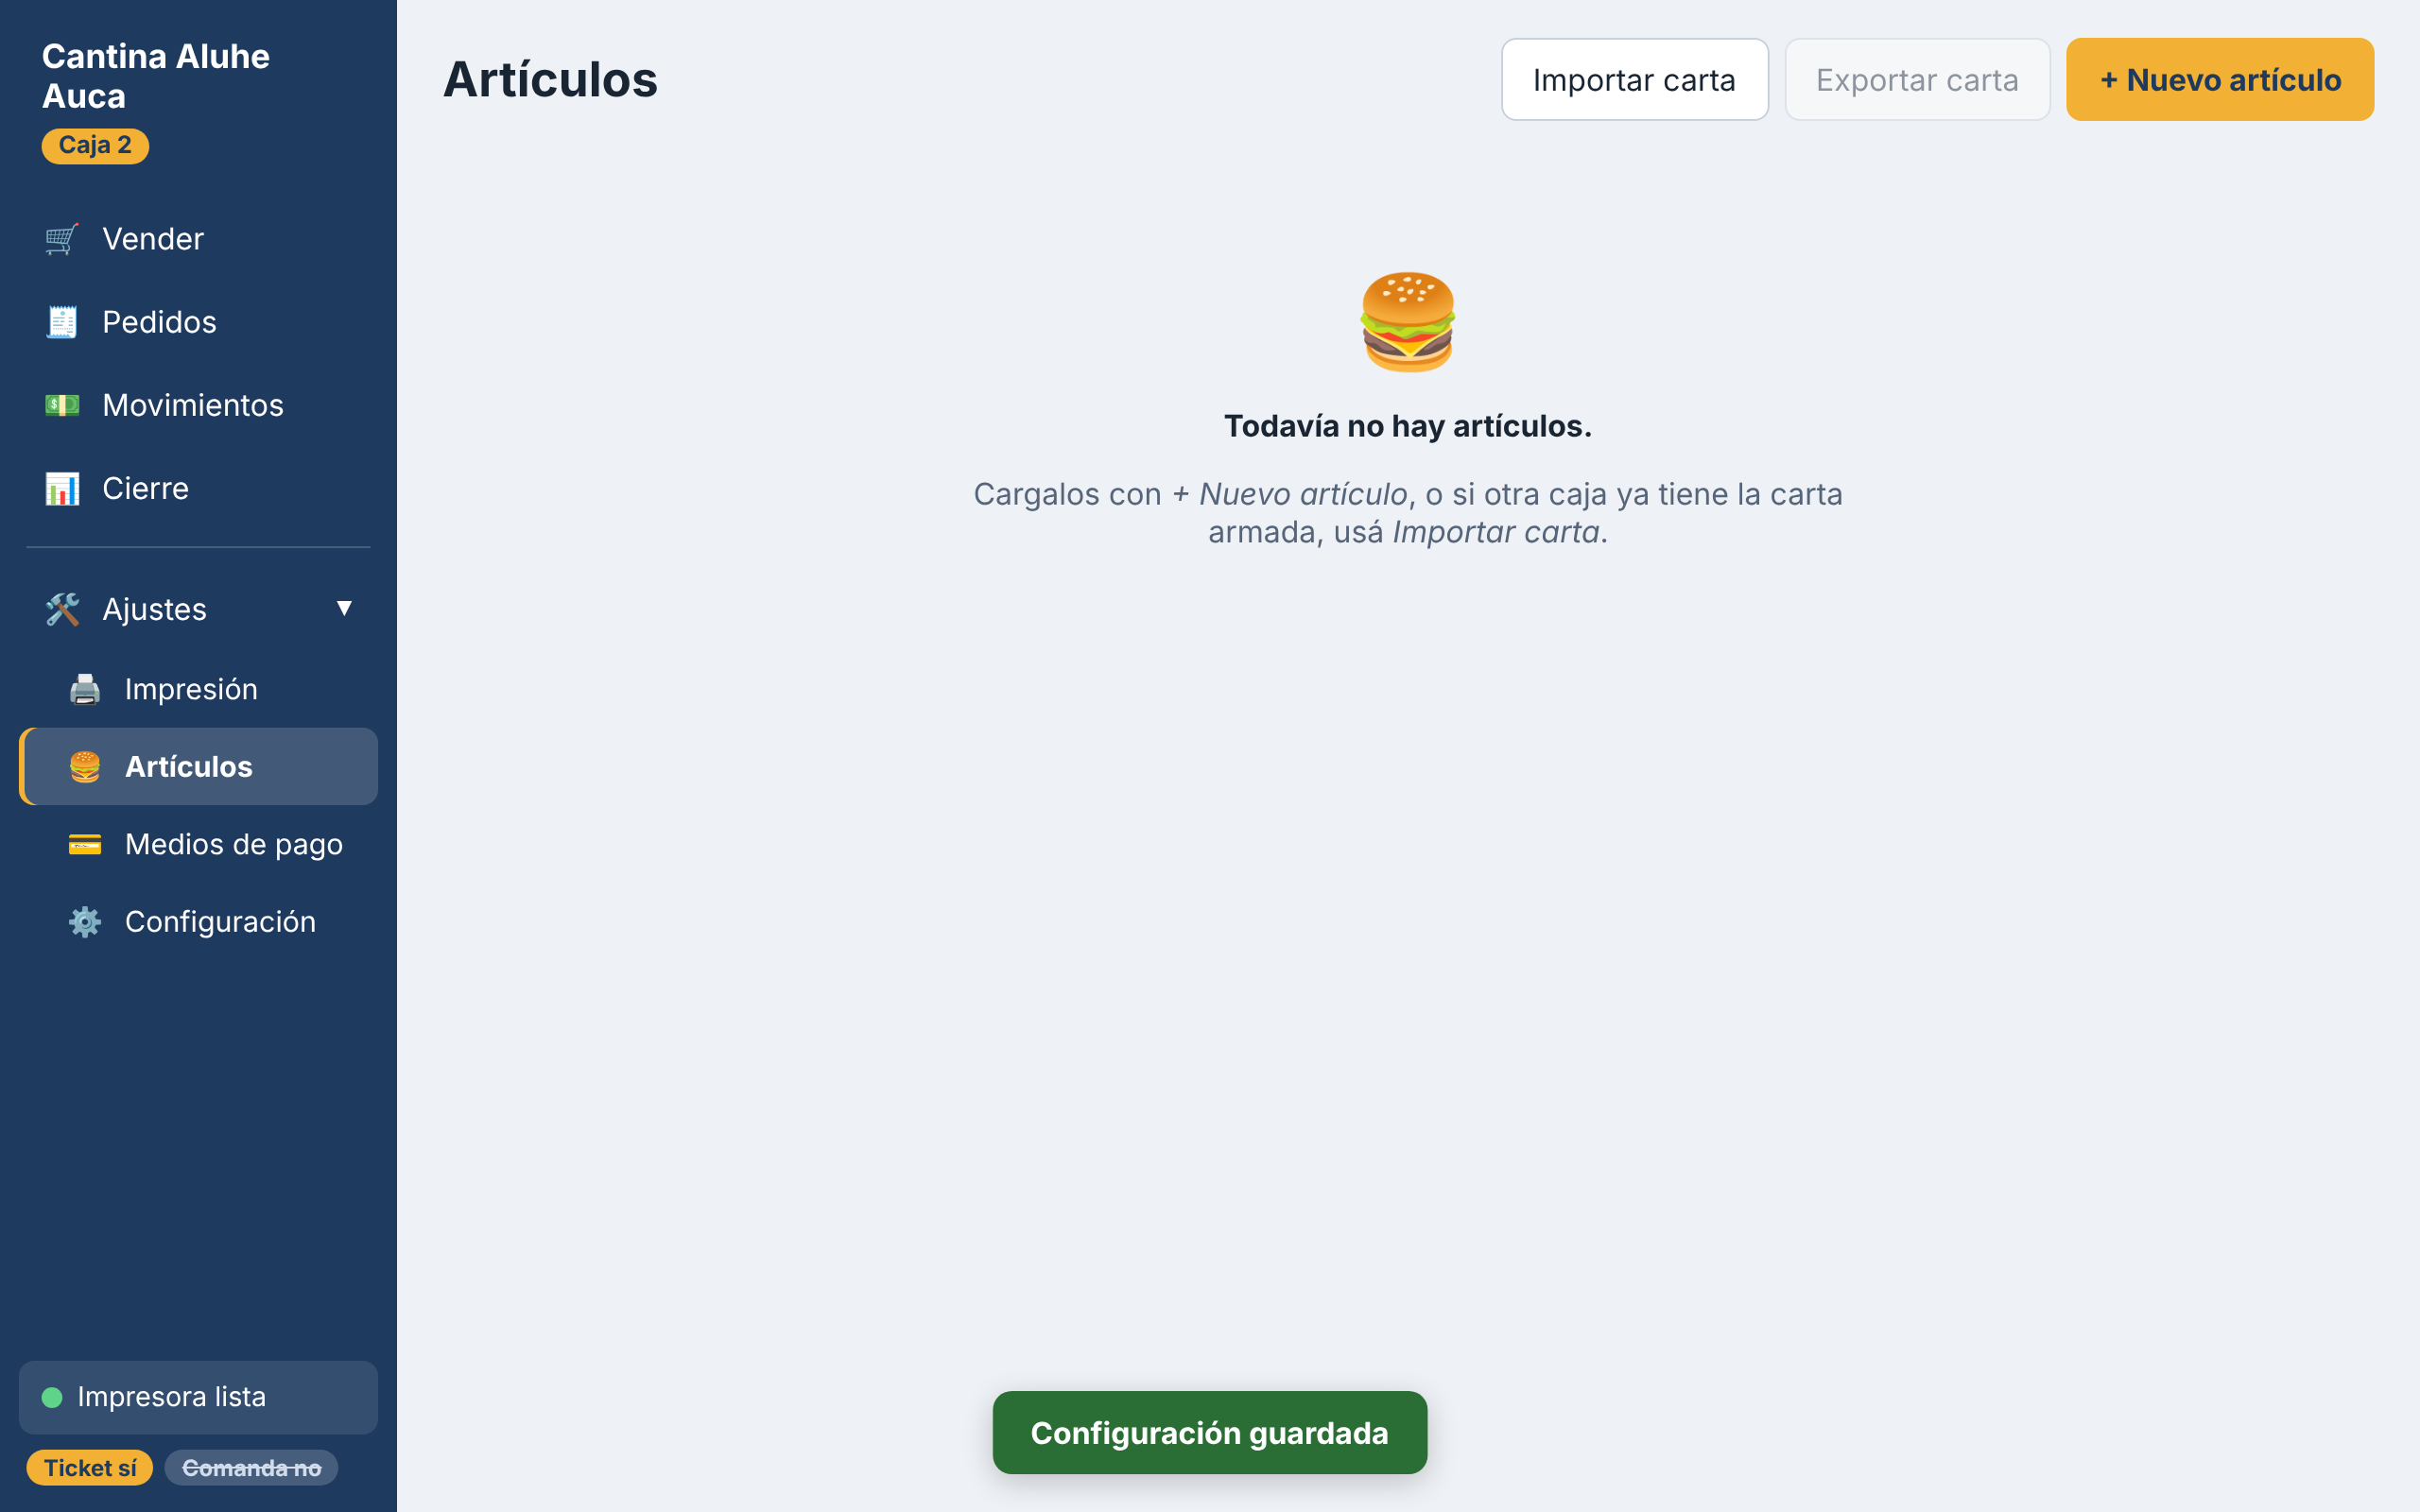 Cantina Aluhe
Auca
Caja 2
Vender
Pedidos
Movimientos
Cierre
Ajustes ▼
Impresión
Artículos
Medios de pago
Configuración
Impresora lista
Ticket sí
Comanda no
Artículos
Importar carta
Exportar carta
+ Nuevo artículo
Todavía no hay artículos.
Cargalos con + Nuevo artículo, o si otra caja ya tiene la carta
armada, usá Importar carta.
Configuración guardada